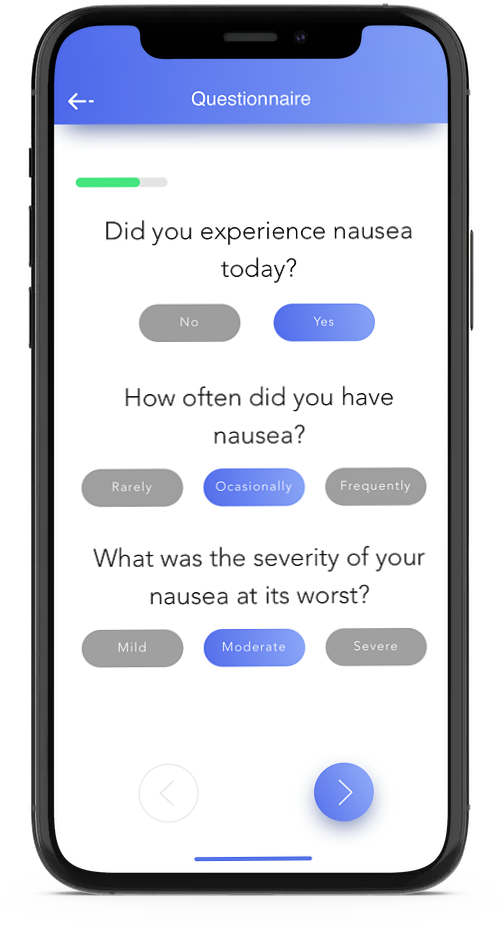 Questionnaire
Did you experience nausea
today?
No Yes
How often did you have
nausea?
Rarely Ocasionally Frequently
What was the severity of your
nausea at its worst?
Mild Moderate Severe